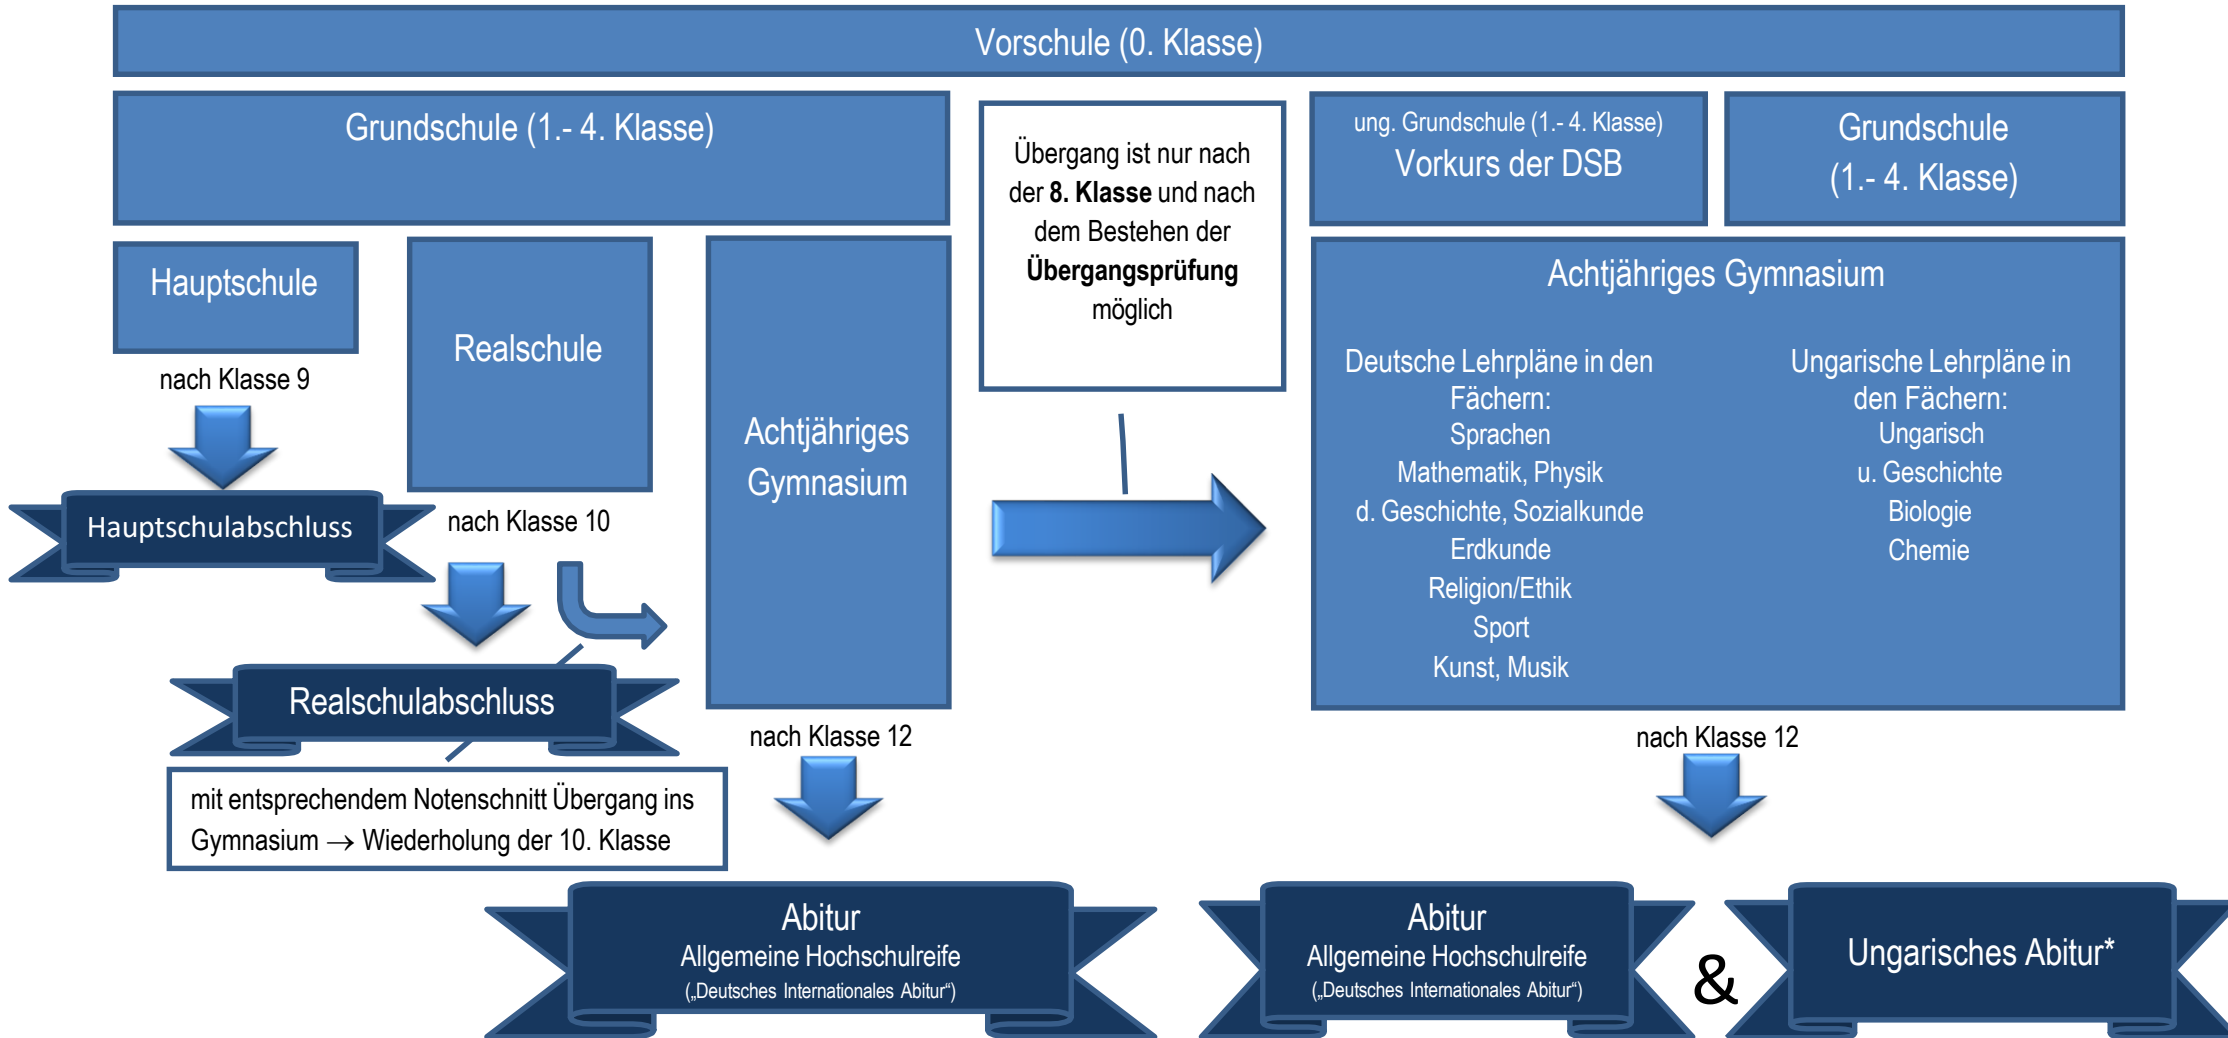 Vorschule (0. Klasse)
Grundschule (1.- 4. Klasse)
Übergang ist nur nach
der 8. Klasse und nach
dem Bestehen der
Übergangsprüfung
möglich
ung. Grundschule (1.- 4. Klasse)
Vorkurs der DSB
Grundschule
(1.- 4. Klasse)
Hauptschule
nach Klasse 9
Hauptschulabschluss
Realschule
nach Klasse 10
Realschulabschluss
mit entsprechendem Notenschnitt Übergang ins
Gymnasium → Wiederholung der 10. Klasse
Achtjähriges
Gymnasium
nach Klasse 12
Abitur
Allgemeine Hochschulreife
(„Deutsches Internationales Abitur“)
Achtjähriges Gymnasium
Deutsche Lehrpläne in den
Fächern:
Sprachen
Mathematik, Physik
d. Geschichte, Sozialkunde
Erdkunde
Religion/Ethik
Sport
Kunst, Musik
Ungarische Lehrpläne in
den Fächern:
Ungarisch
u. Geschichte
Biologie
Chemie
nach Klasse 12
Abitur
Allgemeine Hochschulreife
(„Deutsches Internationales Abitur“)
&
Ungarisches Abitur*